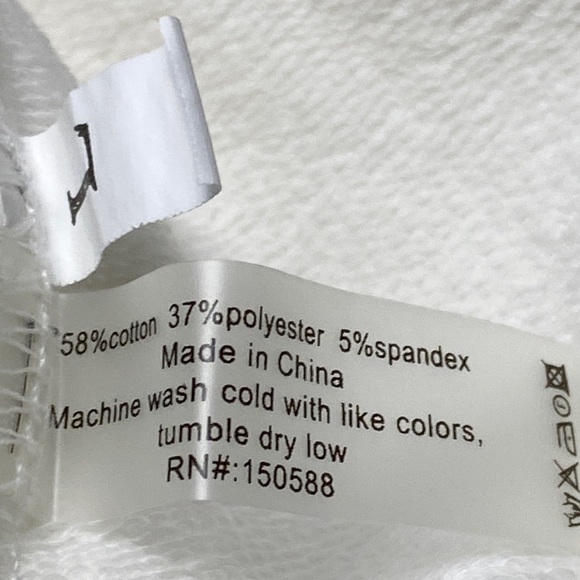 L
58%cotton 37%polyester 5%spandex
Made in China
Machine wash cold with like colors,
tumble dry low
RN#:150588